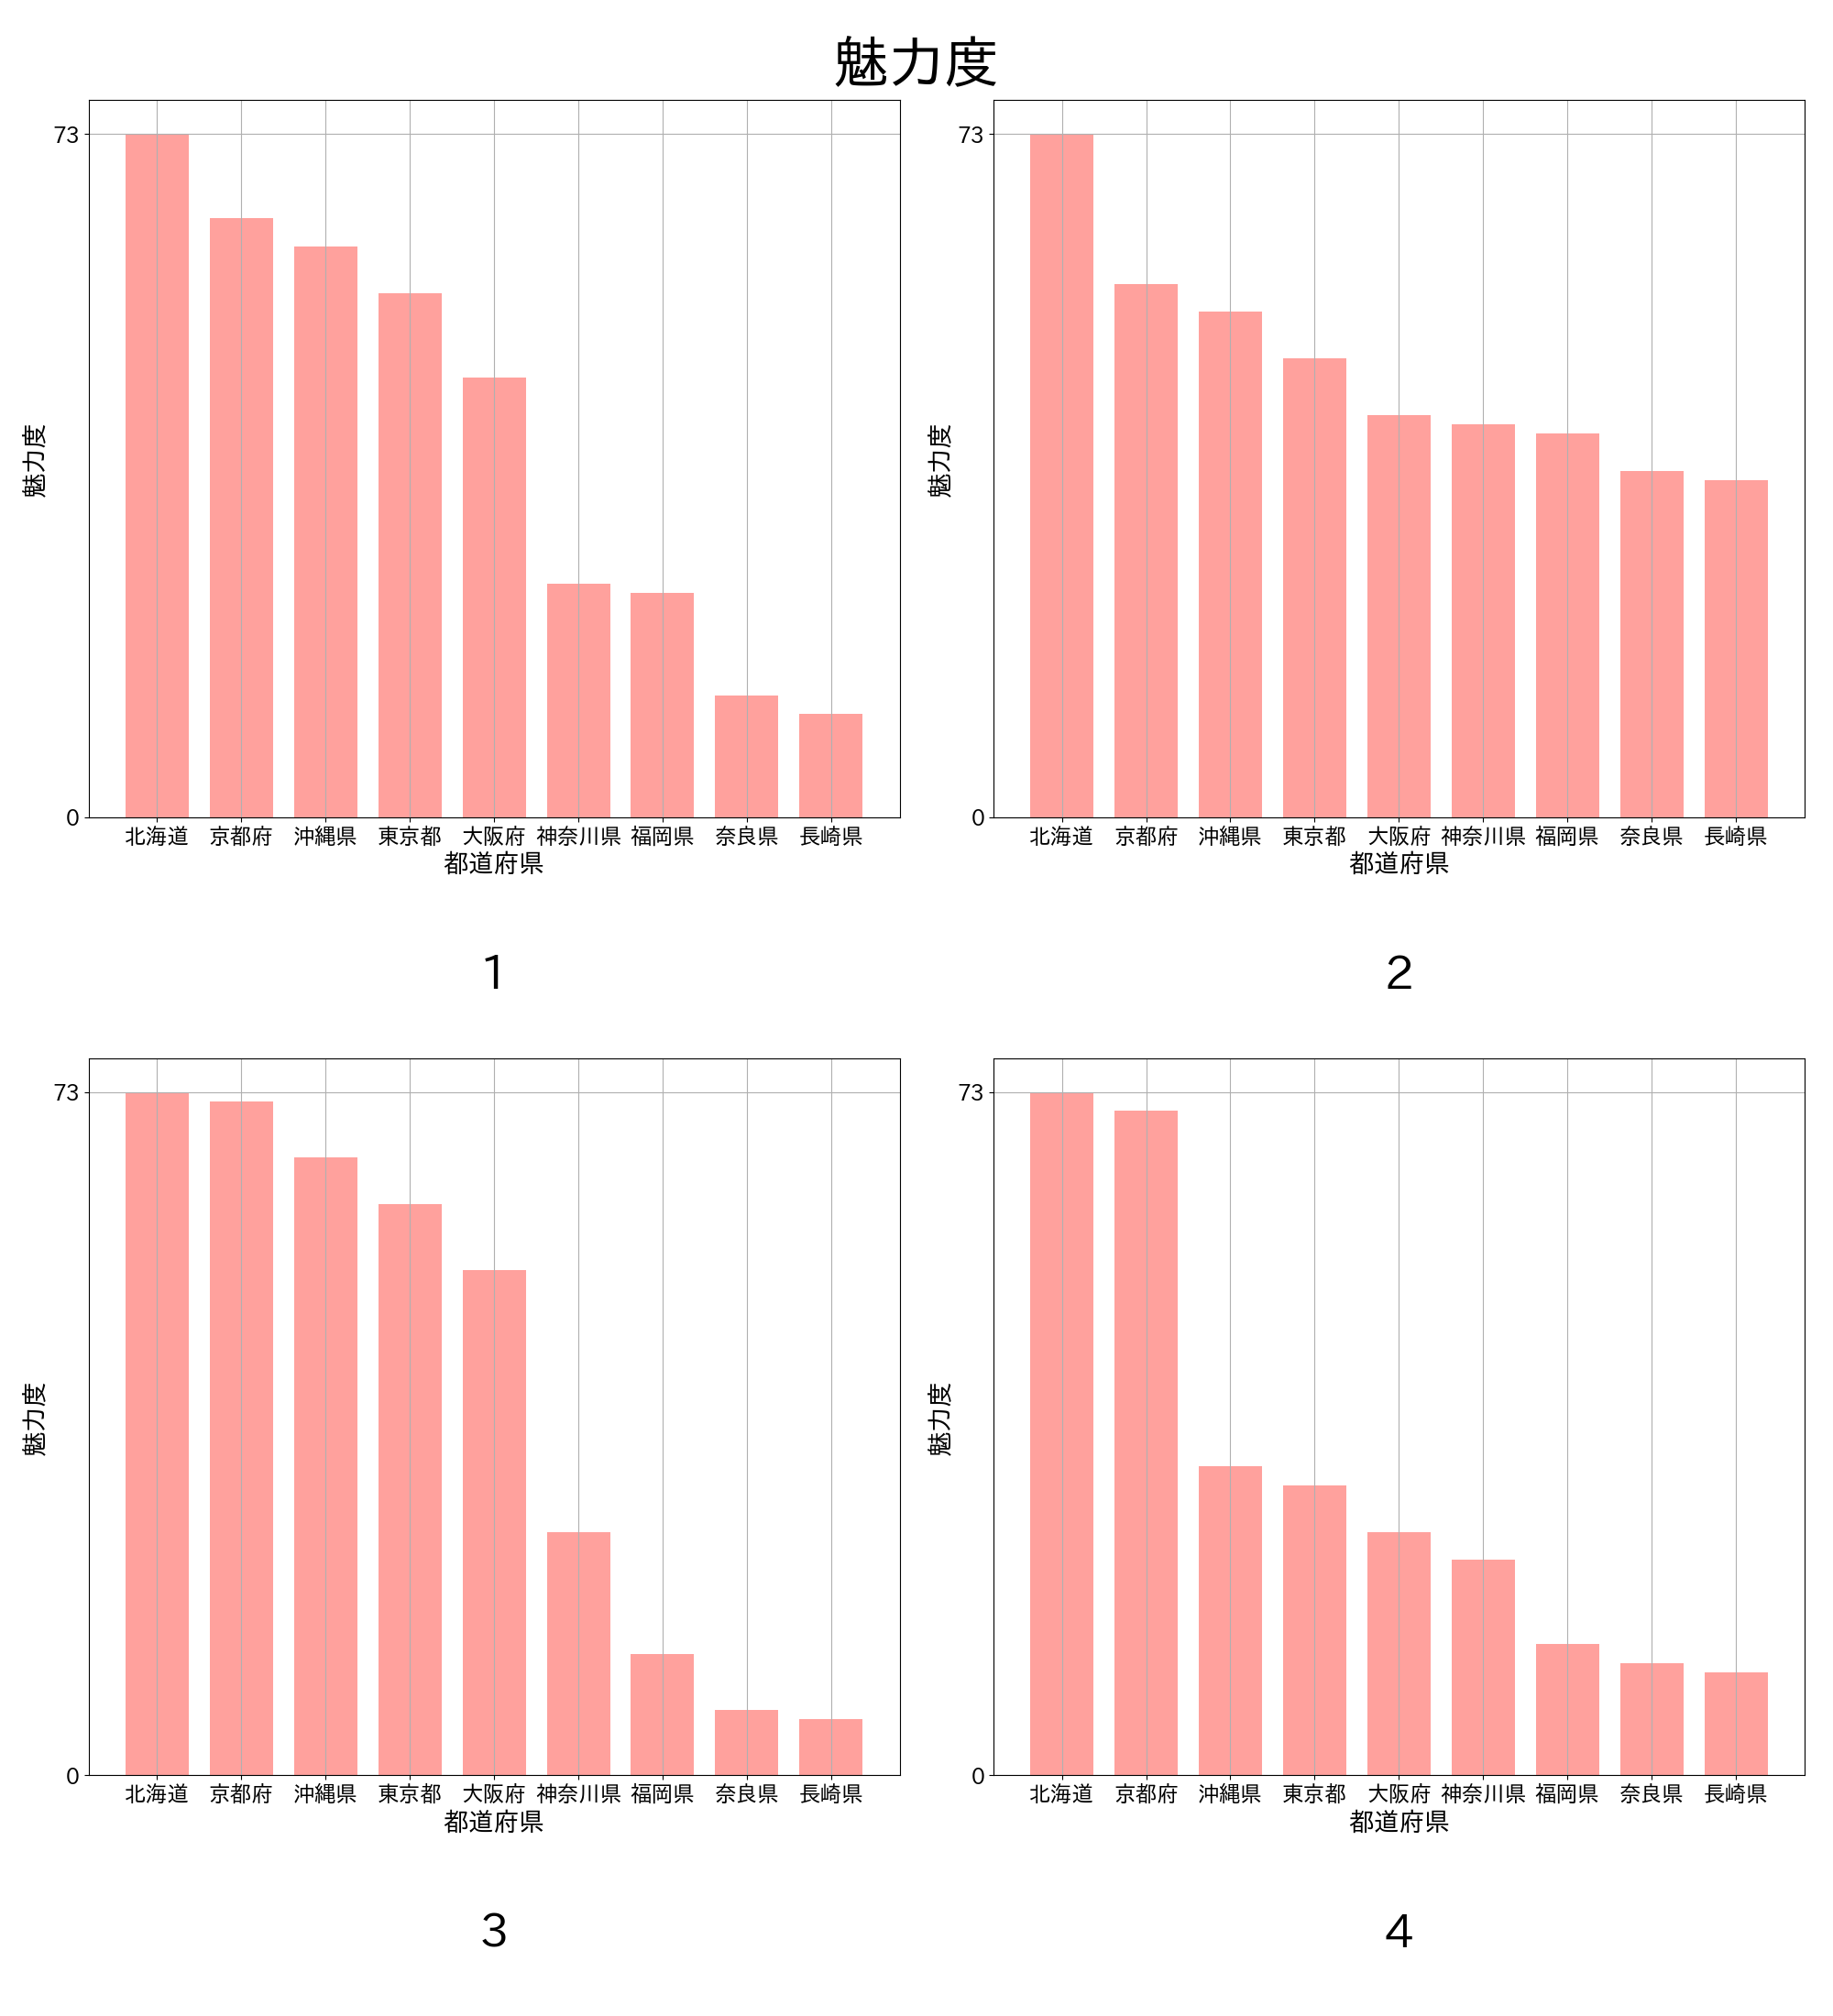 魅力度
73
0
魅力度
北海道 京都府 沖縄県 東京都 大阪府 神奈川県 福岡県 奈良県 長崎県
都道府県
1
73
0
魅力度
北海道 京都府 沖縄県 東京都 大阪府 神奈川県 福岡県 奈良県 長崎県
都道府県
2
73
0
魅力度
北海道 京都府 沖縄県 東京都 大阪府 神奈川県 福岡県 奈良県 長崎県
都道府県
3
73
0
魅力度
北海道 京都府 沖縄県 東京都 大阪府 神奈川県 福岡県 奈良県 長崎県
都道府県
4